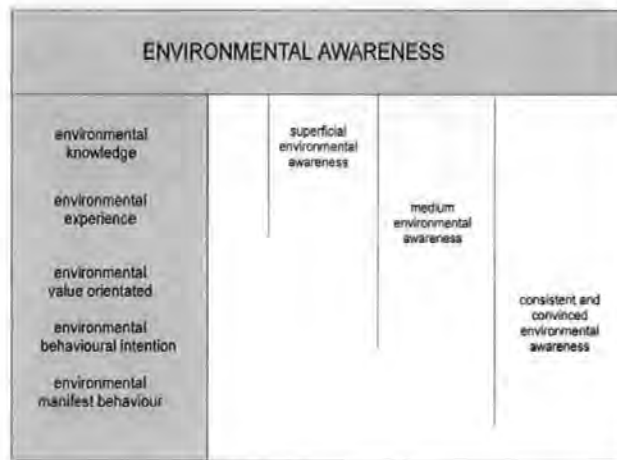 ENVIRONMENTAL AWARENESS
environmental
knowledge
environmental
experience
environmental
value orientated
environmental
behavioural intention
environmental
manifest behaviour
superficial
environmental
awareness
medium
environmental
awareness
consistent and
convinced
environmental
awareness